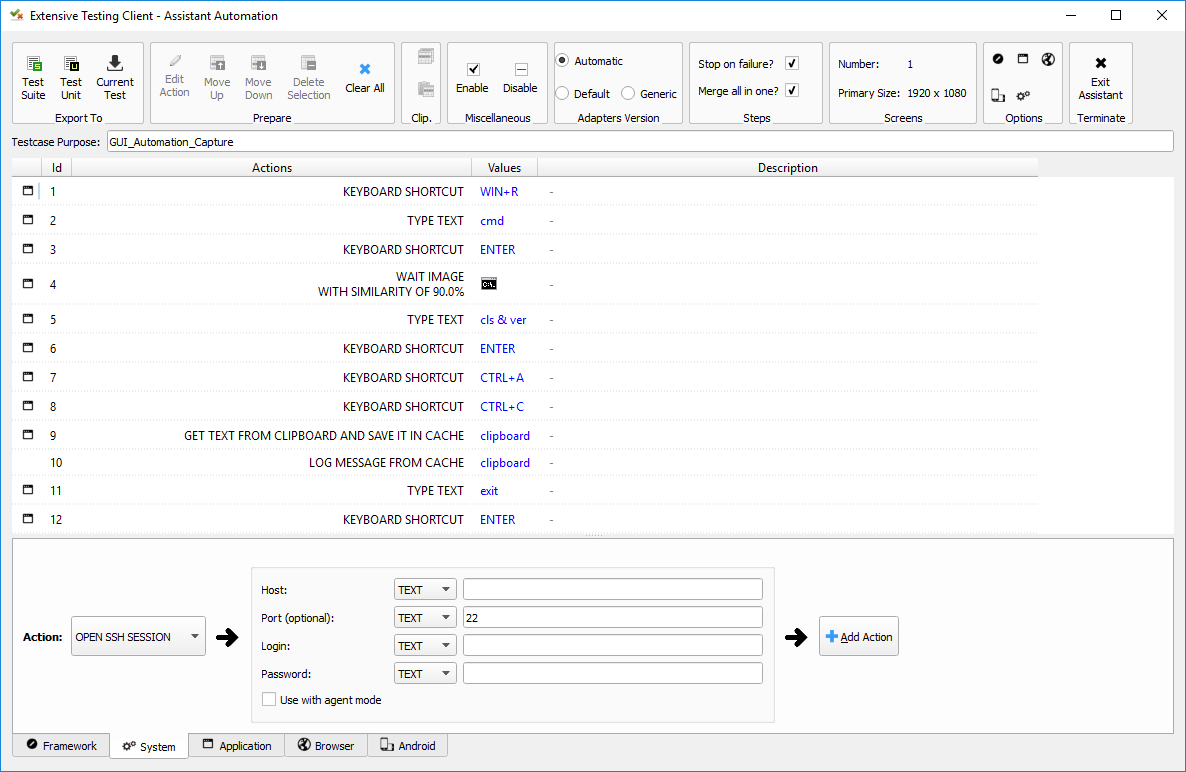 Extensive Testing Client - Assistant Automation
Test Suite
Test Unit
Current Test
Export To
Edit Action
Move Up
Move Down
Delete Selection
Clear All
Prepare
Clip.
Enable
Disable
Miscellaneous
Automatic
Default
Generic
Adapters Version
Stop on failure?
Merge all in one?
Steps
Number: 1
Primary Size: 1920 x 1080
Screens
Options
Exit Assistant
Terminate
Testcase Purpose: GUI_Automation_Capture
Id Actions Values Description
1 KEYBOARD SHORTCUT WIN+R -
2 TYPE TEXT cmd -
3 KEYBOARD SHORTCUT ENTER -
4 WAIT IMAGE
WITH SIMILARITY OF 90.0% C:\. -
5 TYPE TEXT cls & ver -
6 KEYBOARD SHORTCUT ENTER -
7 KEYBOARD SHORTCUT CTRL+A -
8 KEYBOARD SHORTCUT CTRL+C -
9 GET TEXT FROM CLIPBOARD AND SAVE IT IN CACHE clipboard -
10 LOG MESSAGE FROM CACHE clipboard -
11 TYPE TEXT exit -
12 KEYBOARD SHORTCUT ENTER -
Action: OPEN SSH SESSION
Host: TEXT
Port (optional): TEXT 22
Login: TEXT
Password: TEXT
Use with agent mode
Add Action
Framework System Application Browser Android